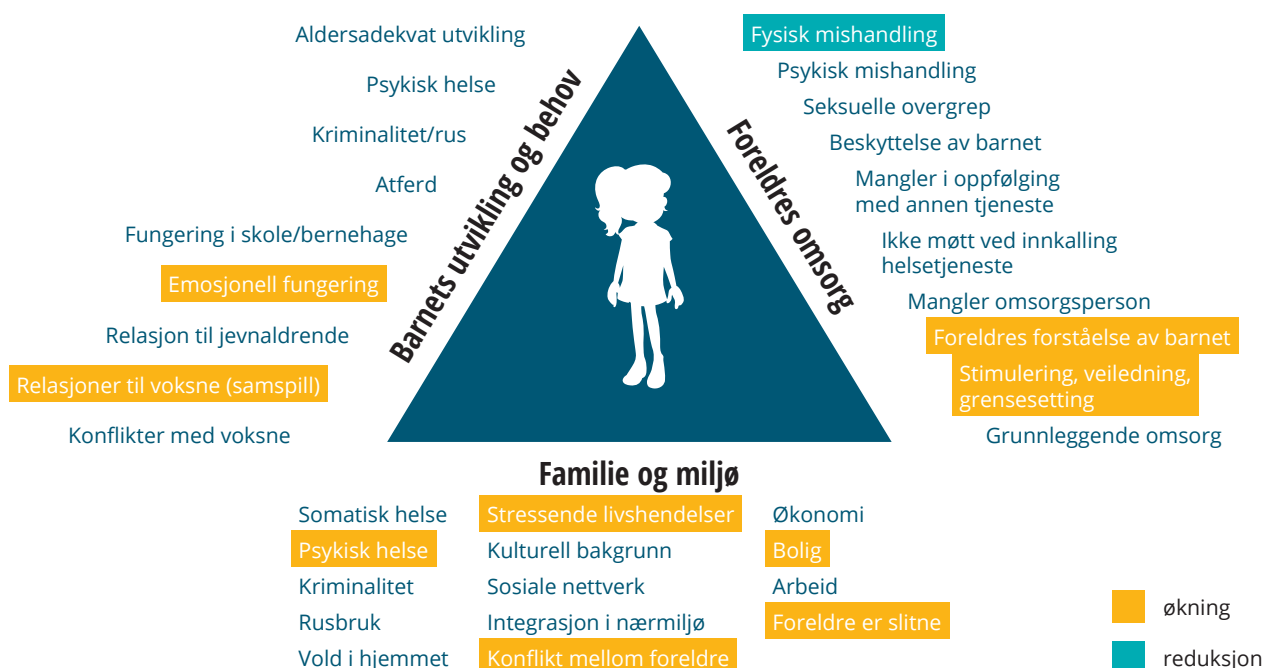 Aldersadekvat utvikling
Psykisk helse
Kriminalitet/rus
Atferd
Fungering i skole/bernehage
Emosjonell fungering
Relasjon til jevnaldrende
Relasjoner til voksne (samspill)
Konflikter med voksne
Barnets utvikling og behov
Foreldres omsorg
Fysisk mishandling
Psykisk mishandling
Seksuelle overgrep
Beskyttelse av barnet
Mangler i oppfølging
med annen tjeneste
Ikke møtt ved innkalling
helsetjeneste
Mangler omsorgsperson
Foreldres forståelse av barnet
Stimulering, veiledning,
grensesetting
Grunnleggende omsorg
Familie og miljø
Somatisk helse
Psykisk helse
Kriminalitet
Rusbruk
Vold i hjemmet
Stressende livshendelser
Kulturell bakgrunn
Sosiale nettverk
Integrasjon i nærmiljø
Konflikt mellom foreldre
Økonomi
Bolig
Arbeid
Foreldre er slitne
økning
reduksjon